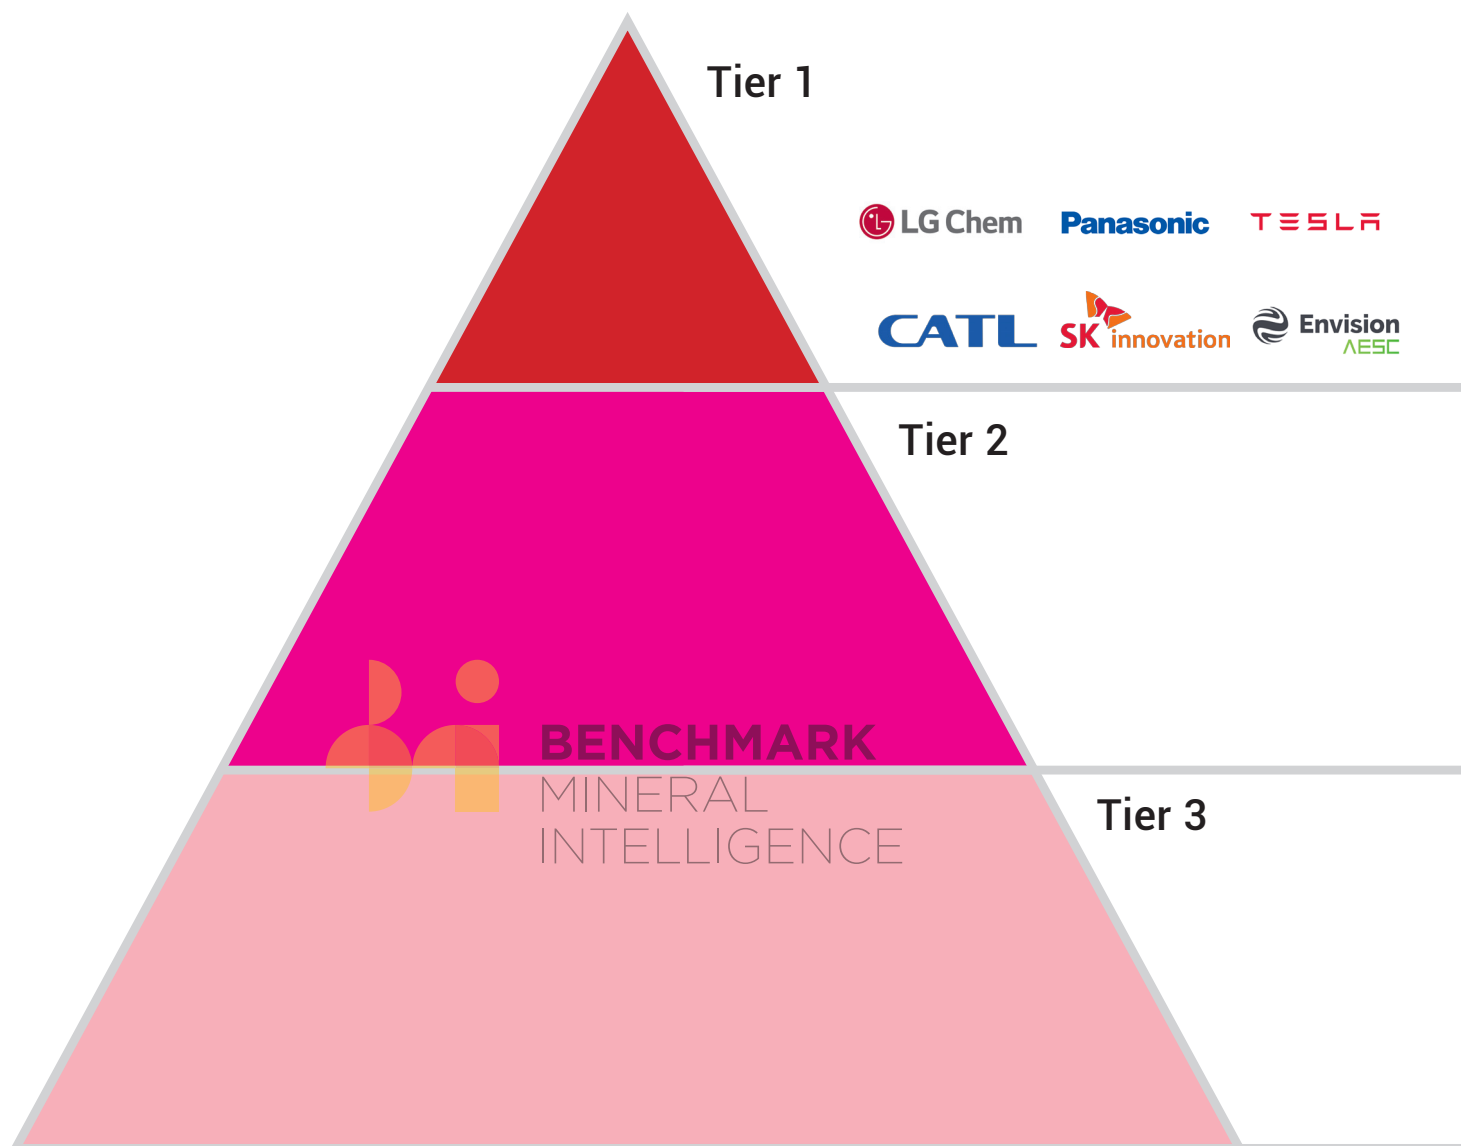 Tier 1
LG Chem Panasonic TESLA
CATL SK innovation Envision AESC
Tier 2
BENCHMARK
MINERAL
INTELLIGENCE
Tier 3